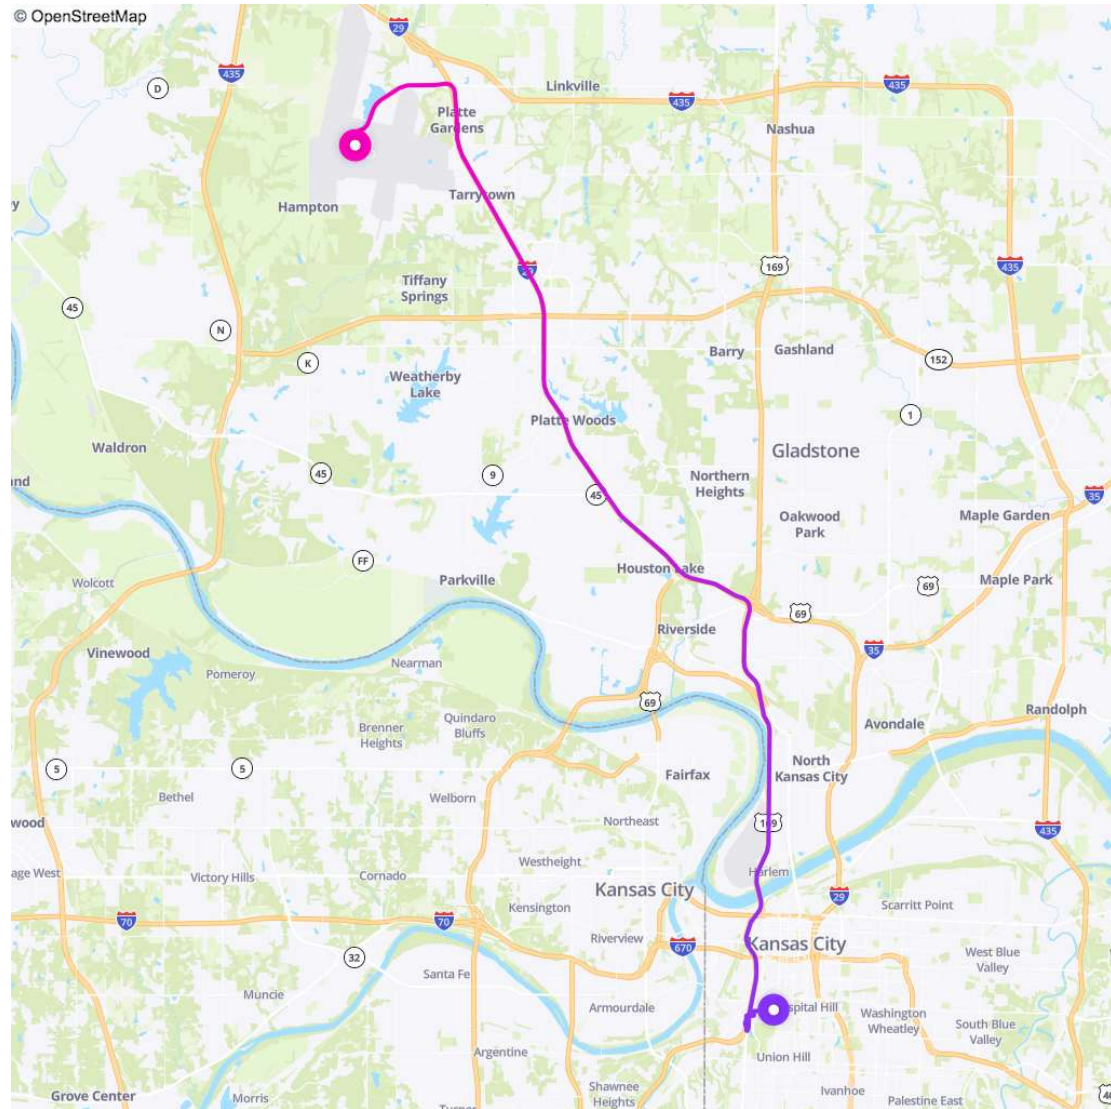 © OpenStreetMap
29
435
D
Linkville
435
435
Platte
Gardens
Nashua
Tarrytown
Hampton
169
435
Tiffany
Springs
45
N
K
Barry
Gashland
152
Weatherby
Lake
1
Platte Woods
Waldron
Gladstone
45
9
45
Northern
Heights
35
Oakwood
Park
Maple Garden
FF
Houston Lake
Wolcott
Parkville
69
Maple Park
69
Riverside
35
Vinewood
Nearman
Pomeroy
69
Randolph
Brenner
Heights
Quindaro
Bluffs
Avondale
5
5
North
Kansas City
Fairfax
Bethel
Welborn
Northeast
169
435
Westheight
Harlem
Victory Hills
Cornado
Kansas City
29
Scarritt Point
Kensington
70
70
Riverview
670
Kansas City
West Blue
Valley
32
Santa Fe
Muncie
Armourdale
Washington
Wheatley
South Blue
Valley
Argentine
Union Hill
Grove Center
Morris
Shawnee
Heights
Ivanhoe
Palestine East